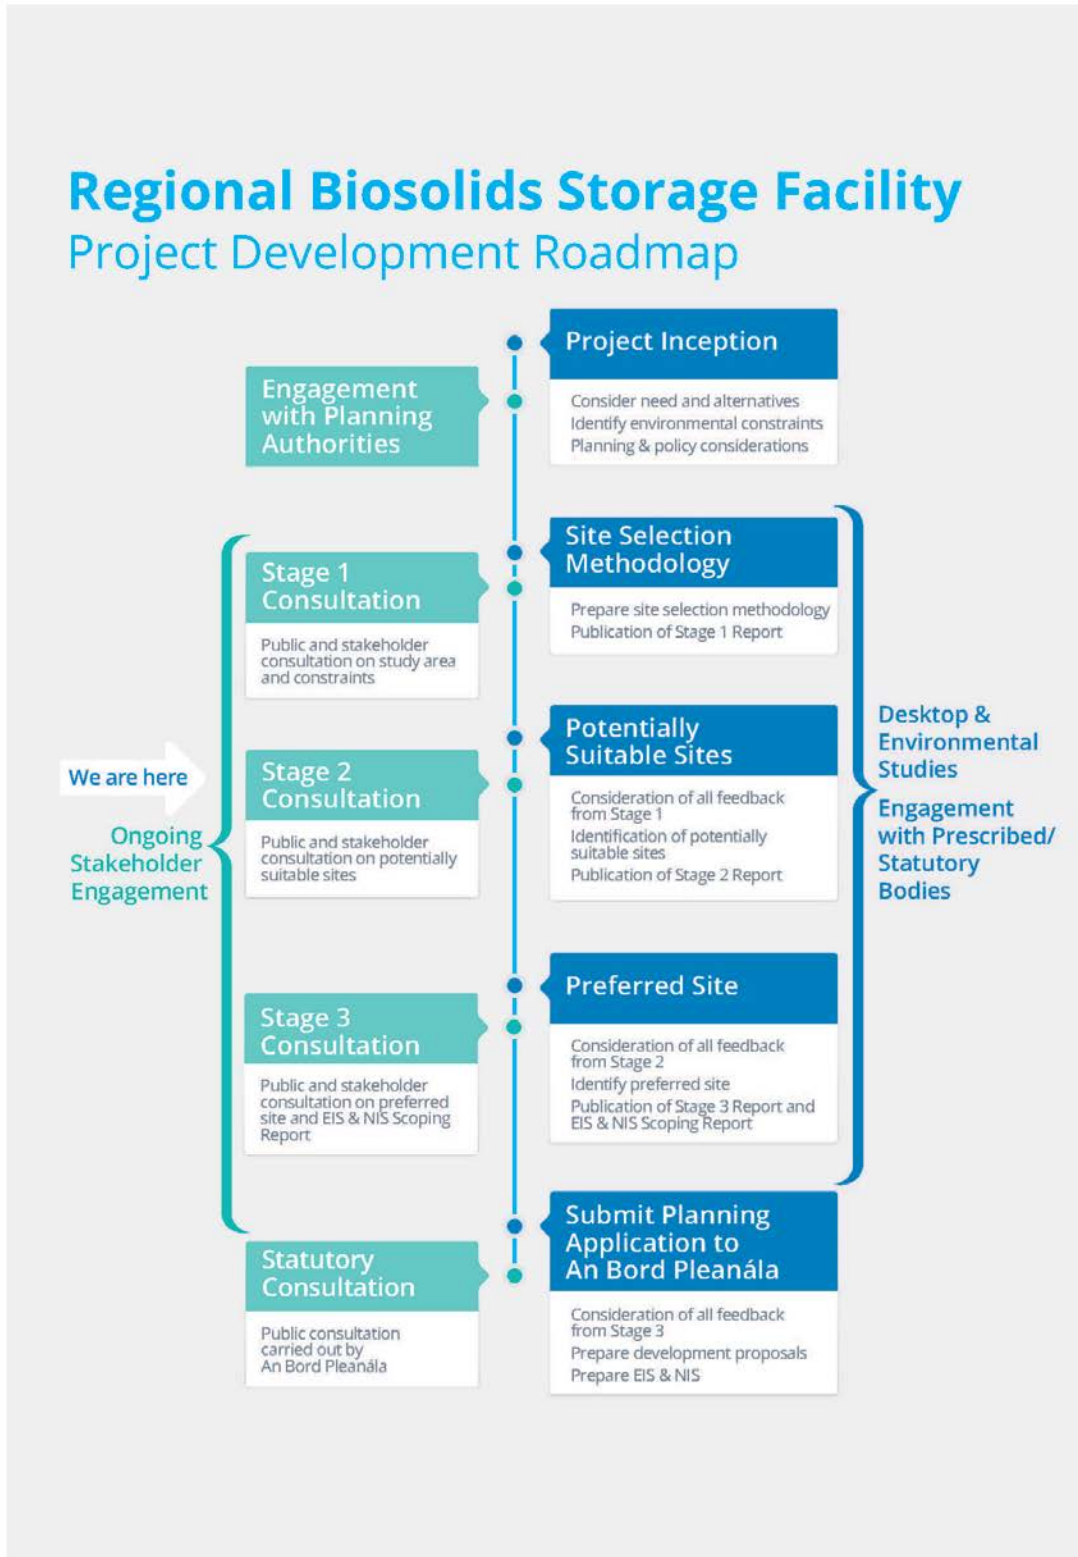 Regional Biosolids Storage Facility
Project Development Roadmap
Project Inception
Consider need and alternatives
Identify environmental constraints
Planning & policy considerations
Engagement
with Planning
Authorities
Site Selection
Methodology
Prepare site selection methodology
Publication of Stage 1 Report
Stage 1
Consultation
Public and stakeholder
consultation on study area
and constraints
Potentially
Suitable Sites
Consideration of all feedback
from Stage 1
Identification of potentially
suitable sites
Publication of Stage 2 Report
We are here
Stage 2
Consultation
Public and stakeholder
consultation on potentially
suitable sites
Ongoing
Stakeholder
Engagement
Desktop &
Environmental
Studies
Engagement
with Prescribed/
Statutory
Bodies
Preferred Site
Consideration of all feedback
from Stage 2
Identify preferred site
Publication of Stage 3 Report and
EIS & NIS Scoping Report
Stage 3
Consultation
Public and stakeholder
consultation on preferred
site and EIS & NIS Scoping
Report
Submit Planning
Application to
An Bord Pleanála
Consideration of all feedback
from Stage 3
Prepare development proposals
Prepare EIS & NIS
Statutory
Consultation
Public consultation
carried out by
An Bord Pleanála